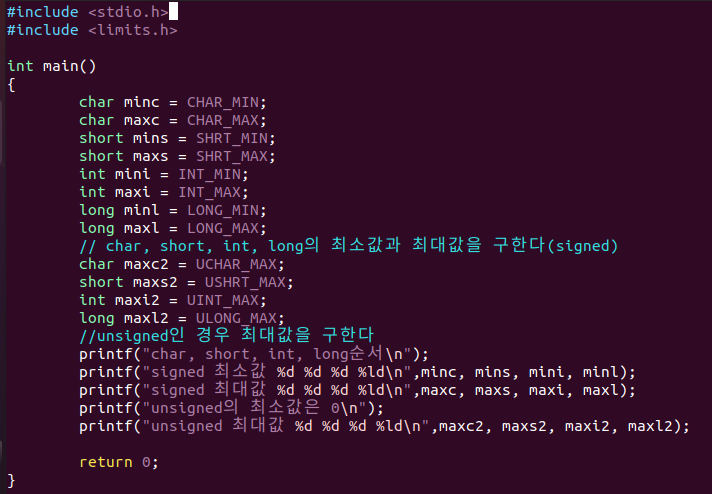 #include <stdio.h>
#include <limits.h>
int main()
{
char minc = CHAR_MIN;
char maxc = CHAR_MAX;
short mins = SHRT_MIN;
short maxs = SHRT_MAX;
int mini = INT_MIN;
int maxi = INT_MAX;
long minl = LONG_MIN;
long maxl = LONG_MAX;
// char, short, int, long의 최소값과 최대값을 구한다(signed)
char maxc2 = UCHAR_MAX;
short maxs2 = USHRT_MAX;
int maxi2 = UINT_MAX;
long maxl2 = ULONG_MAX;
//unsigned인 경우 최대값을 구한다
printf("char, short, int, long순서\n");
printf("signed 최소값 %d %d %d %ld\n",minc, mins, mini, minl);
printf("signed 최대값 %d %d %d %ld\n",maxc, maxs, maxi, maxl);
printf("unsigned의 최소값은 0\n");
printf("unsigned 최대값 %d %d %d %ld\n",maxc2, maxs2, maxi2, maxl2);
return 0;
}